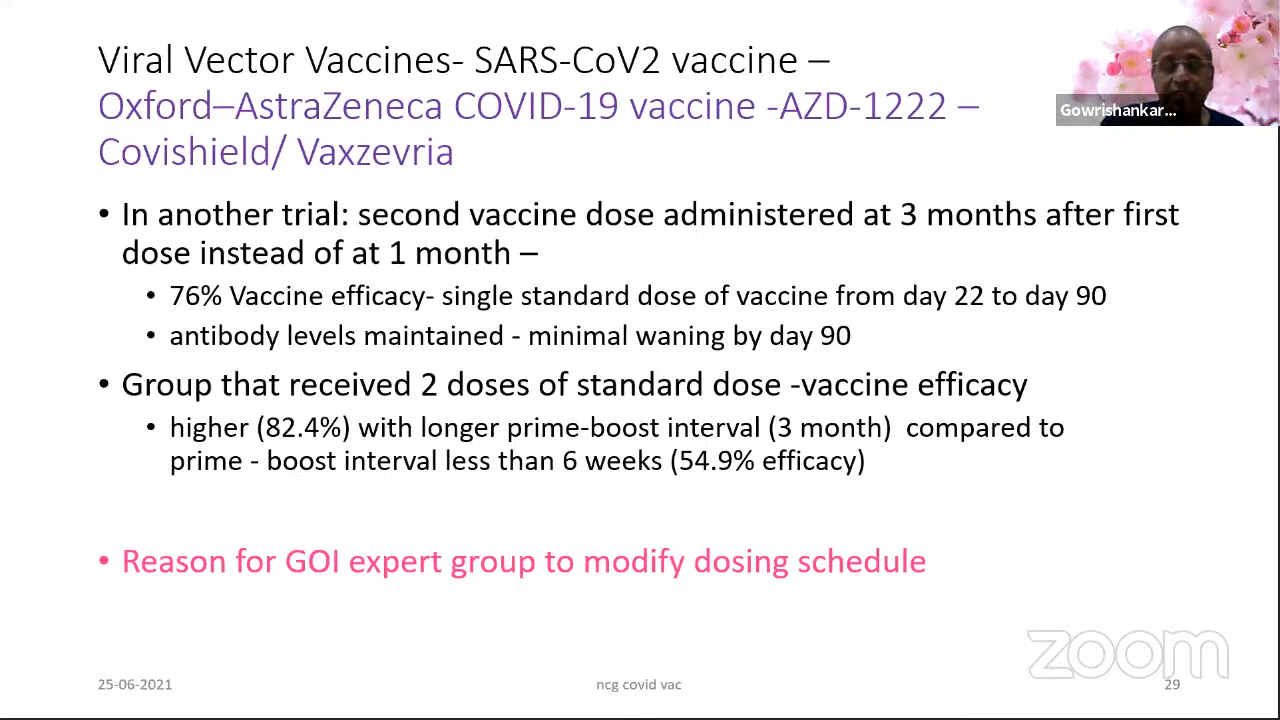 Viral Vector Vaccines- SARS-CoV2 vaccine –
Oxford–AstraZeneca COVID-19 vaccine -AZD-1222 –
Covishield/ Vaxzevria
Gowrishankar...
• In another trial: second vaccine dose administered at 3 months after first
dose instead of at 1 month –
• 76% Vaccine efficacy- single standard dose of vaccine from day 22 to day 90
• antibody levels maintained - minimal waning by day 90
• Group that received 2 doses of standard dose -vaccine efficacy
• higher (82.4%) with longer prime-boost interval (3 month) compared to
prime - boost interval less than 6 weeks (54.9% efficacy)
• Reason for GOI expert group to modify dosing schedule
zoom
25-06-2021
ncg covid vac
29